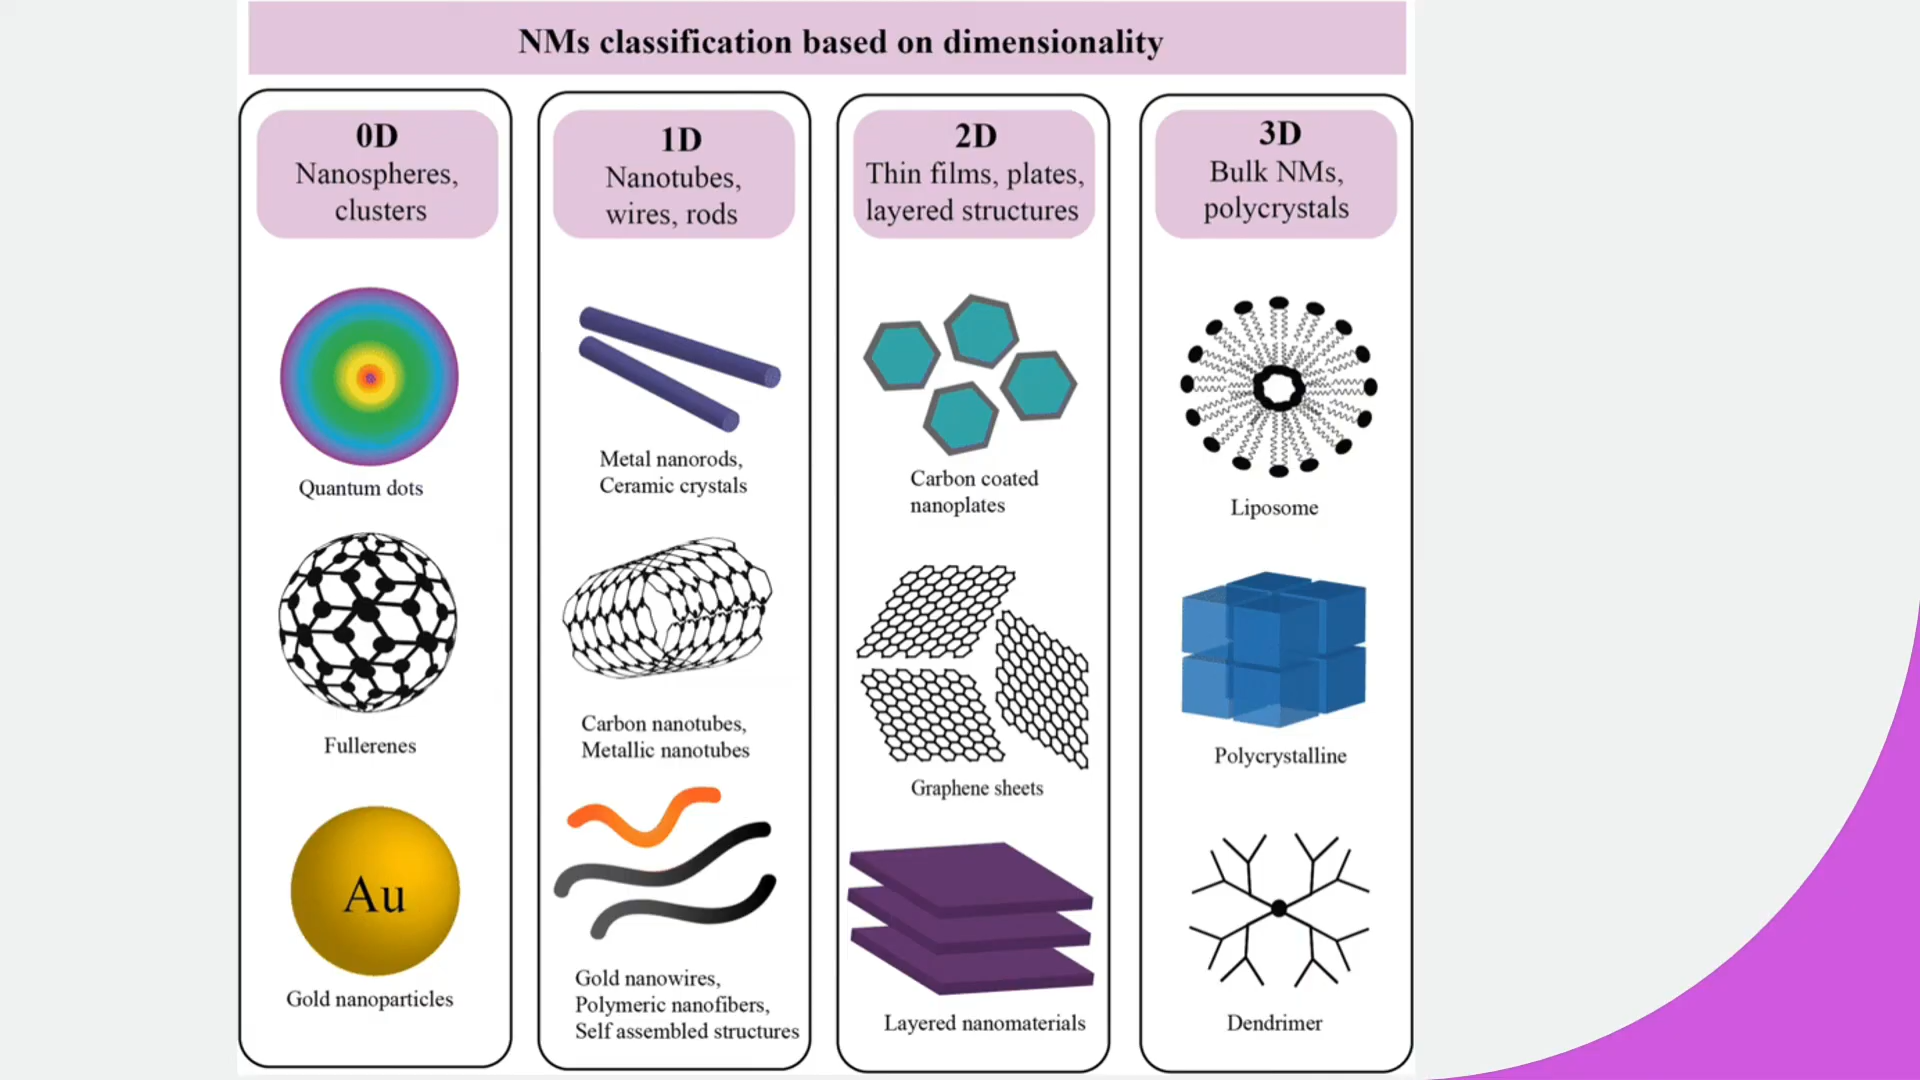 NMs classification based on dimensionality
0D
Nanospheres,
clusters
Quantum dots
Fullerenes
Au
Gold nanoparticles
1D
Nanotubes,
wires, rods
Metal nanorods,
Ceramic crystals
Carbon nanotubes,
Metallic nanotubes
Gold nanowires,
Polymeric nanofibers,
Self assembled structures
2D
Thin films, plates,
layered structures
Carbon coated
nanoplates
Graphene sheets
Layered nanomaterials
3D
Bulk NMs,
polycrystals
Liposome
Polycrystalline
Dendrimer